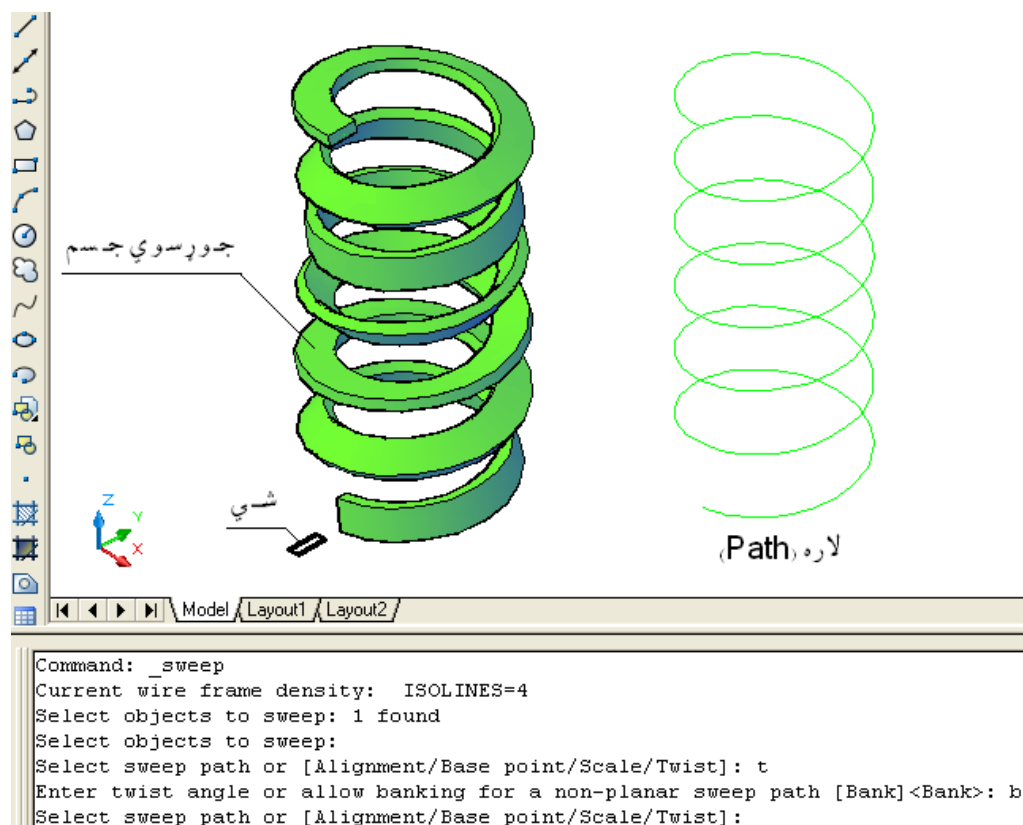 جوړسوي جسم
شي
لاره (Path)
Z
Y
X
Model Layout1 Layout2
Command: _sweep
Current wire frame density:  ISOLINES=4
Select objects to sweep: 1 found
Select objects to sweep:
Select sweep path or [Alignment/Base point/Scale/Twist]: t
Enter twist angle or allow banking for a non-planar sweep path [Bank]<Bank>: b
Select sweep path or [Alignment/Base point/Scale/Twist]: